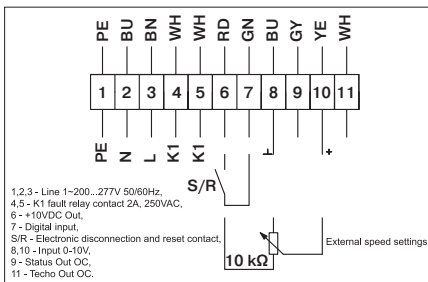 PE BU BN WH WH RD GN BU GY YE WH
1 2 3 4 5 6 7 8 9 10 11
PE N L K1 K1 +
S/R
1,2,3 - Line 1~200...277V 50/60Hz,
4,5 - K1 fault relay contact 2A, 250VAC,
6 - +10VDC Out,
7 - Digital input,
S/R - Electronic disconnection and reset contact,
8,10 - Input 0-10V,
9 - Status Out OC,
11 - Techo Out OC.
10 kΩ
External speed settings